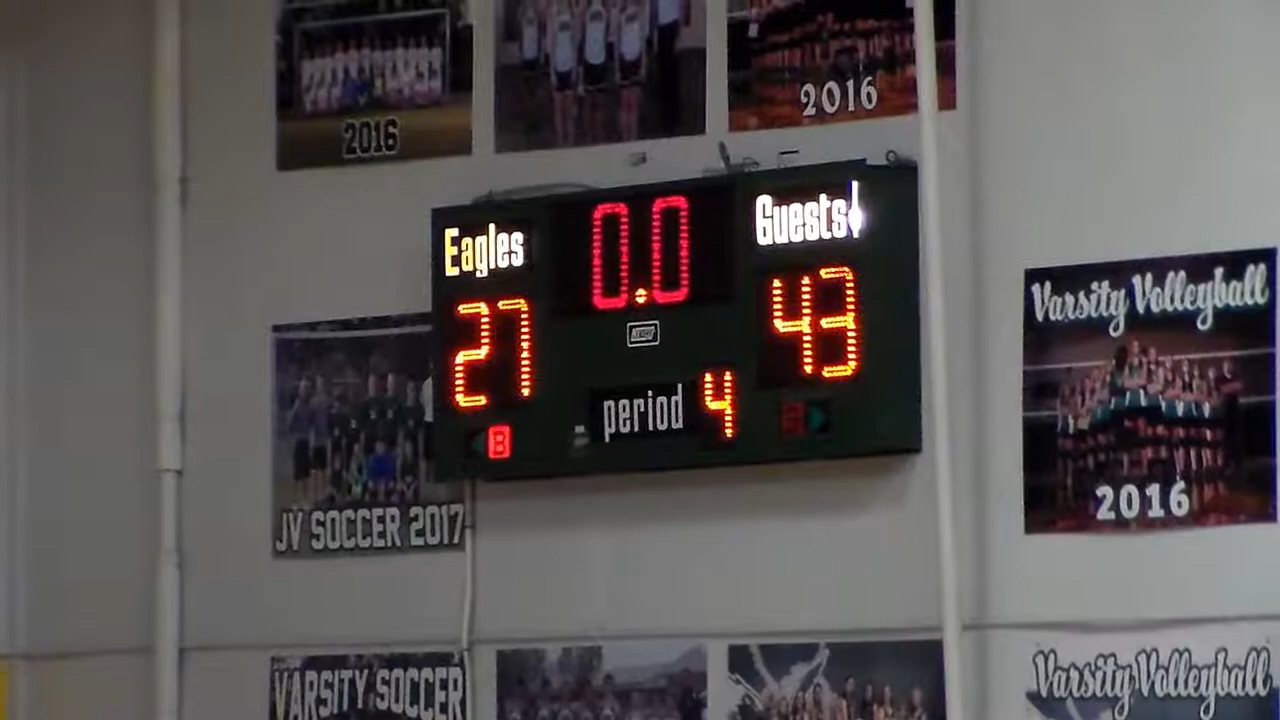 2016
2016
Eagles
0.0
Guests
27
43
period 4
B
Varsity Volleyball
2016
JV SOCCER 2017
VARSITY SOCCER
Varsity Volleyball